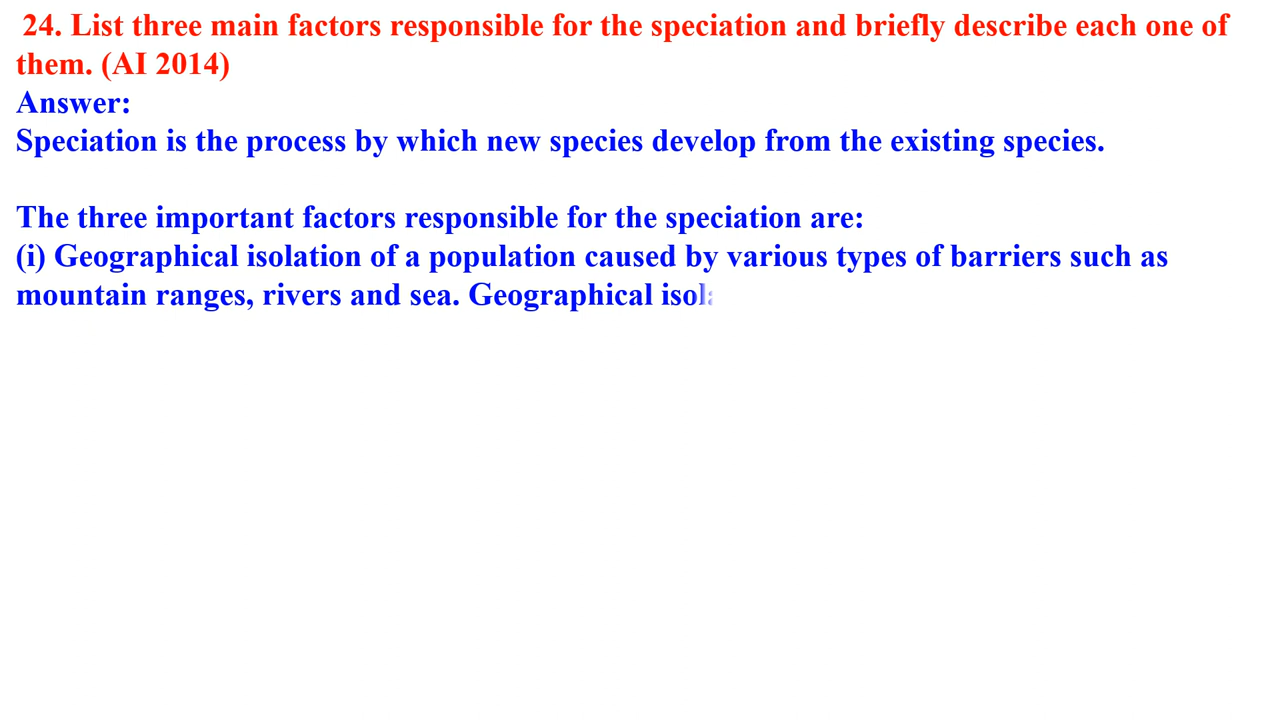 24. List three main factors responsible for the speciation and briefly describe each one of
them. (AI 2014)
Answer:
Speciation is the process by which new species develop from the existing species.
The three important factors responsible for the speciation are:
(i) Geographical isolation of a population caused by various types of barriers such as
mountain ranges, rivers and sea. Geographical isola